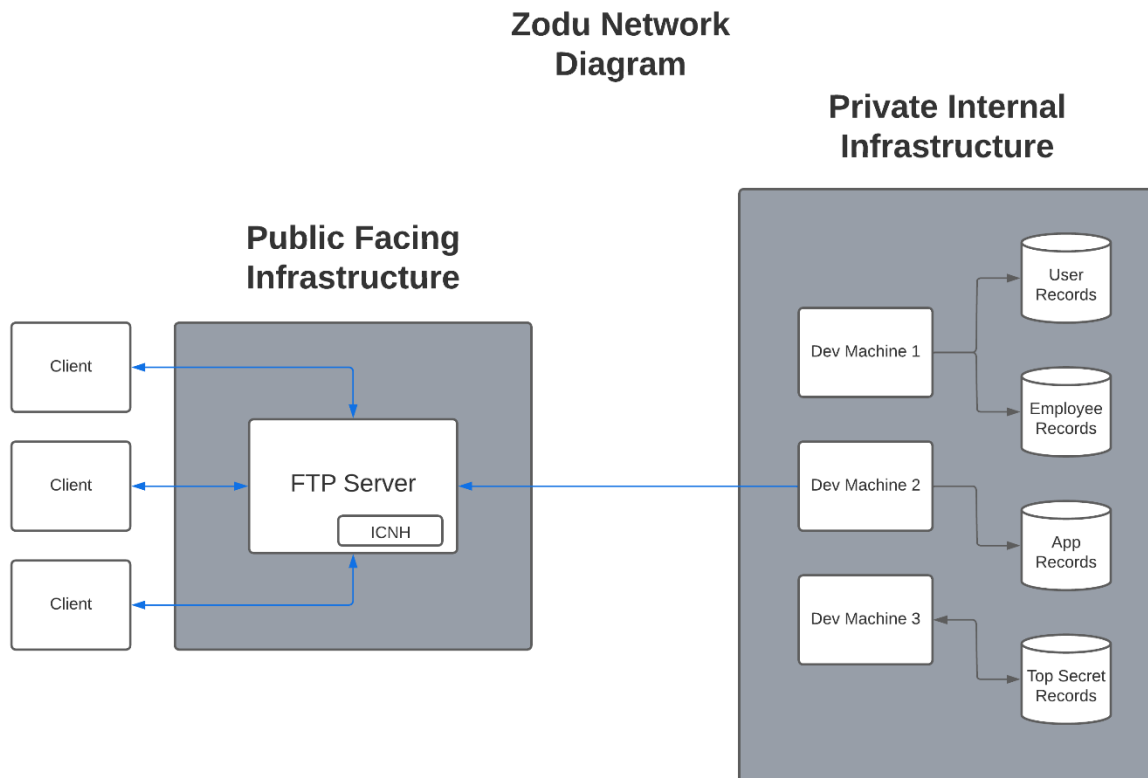 Zodu Network
Diagram
Private Internal
Infrastructure
Public Facing
Infrastructure
Client
Client
Client
FTP Server
ICNH
Dev Machine 1
Dev Machine 2
Dev Machine 3
User
Records
Employee
Records
App
Records
Top Secret
Records